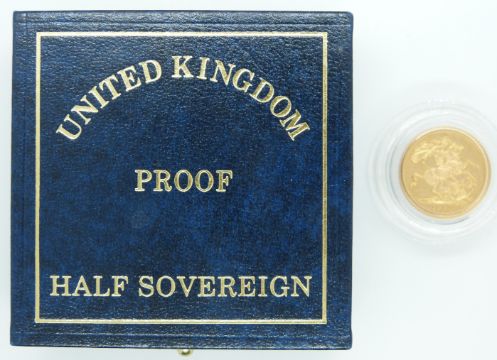 UNITED KINGDOM
PROOF
HALF SOVEREIGN